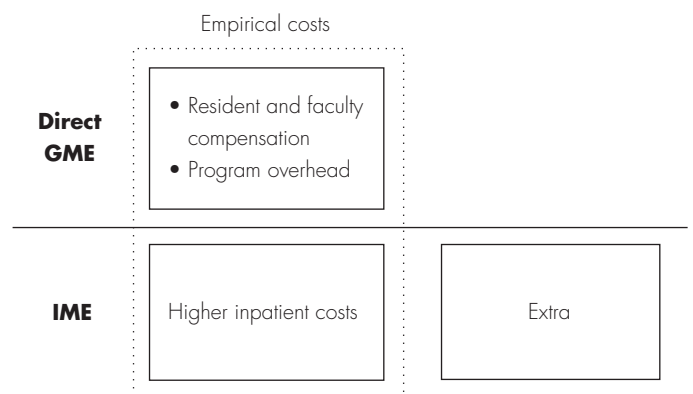 Empirical costs
Direct
GME
• Resident and faculty
compensation
• Program overhead
IME
Higher inpatient costs
Extra